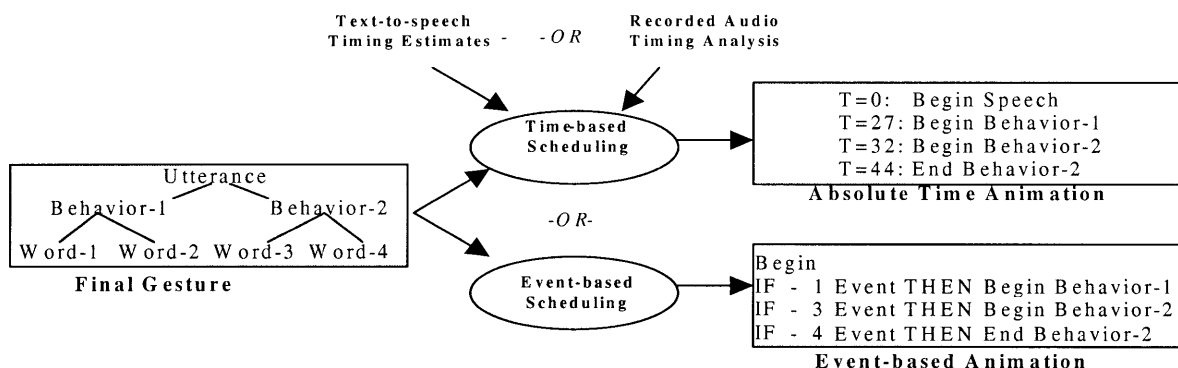 Text-to-speech
Timing Estimates
- -OR
Recorded Audio
Timing Analysis
Time-based
Scheduling
T=0: Begin Speech
T=27: Begin Behavior-1
T=32: Begin Behavior-2
T=44: End Behavior-2
Absolute Time Animation
Utterance
Behavior-1 Behavior-2
Word-1 Word-2 Word-3 Word-4
Final Gesture
-OR-
Event-based
Scheduling
Begin
IF - 1 Event THEN Begin Behavior-1
IF - 3 Event THEN Begin Behavior-2
IF - 4 Event THEN End Behavior-2
Event-based Animation